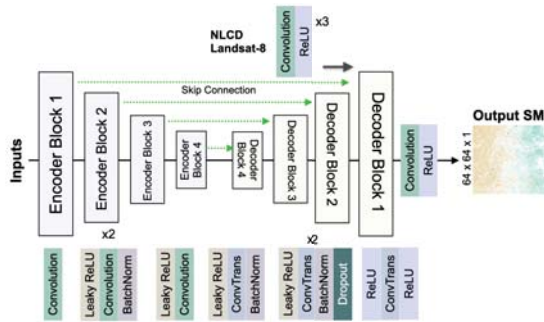 NLCD
Landsat-8
Convolution
ReLU
x3
Skip Connection
Inputs
Encoder Block 1
Encoder Block 2
Encoder Block 3
Encoder Block 4
Decoder Block 4
Decoder Block 3
Decoder Block 2
Decoder Block 1
Convolution
ReLU
64 x 64 x 1
Output SM
x2
x2
Convolution
Leaky ReLU
Convolution
BatchNorm
Leaky ReLU
Convolution
Leaky ReLU
ConvTrans
BatchNorm
Leaky ReLU
ConvTrans
BatchNorm
Dropout
ReLU
ConvTrans
ReLU